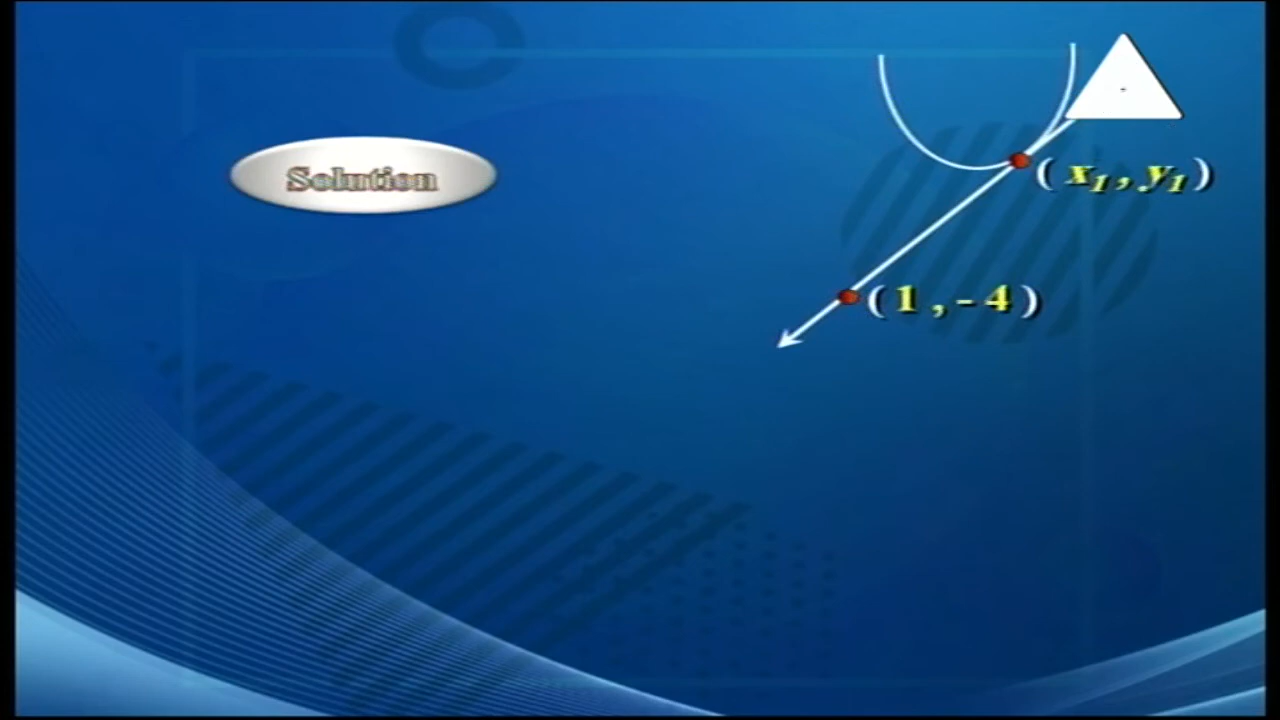 Solution
( x₁ , y₁ )
( 1 , - 4 )